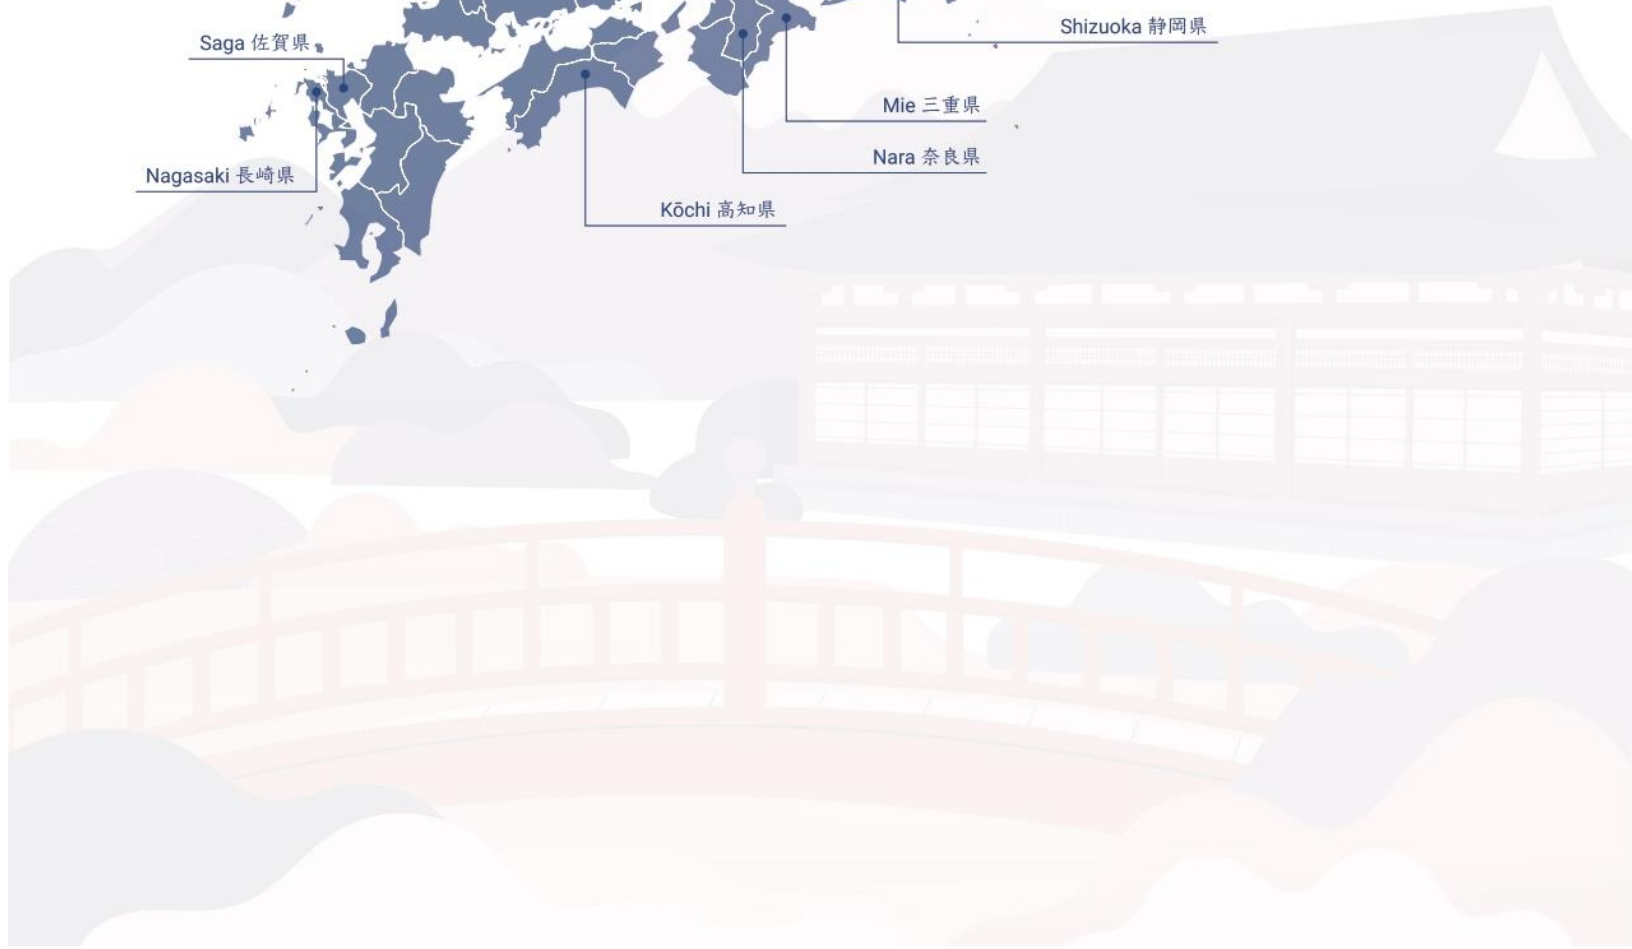 Shizuoka 静岡県
Saga 佐賀県
Mie 三重県
Nara 奈良県
Nagasaki 長崎県
Kōchi 高知県